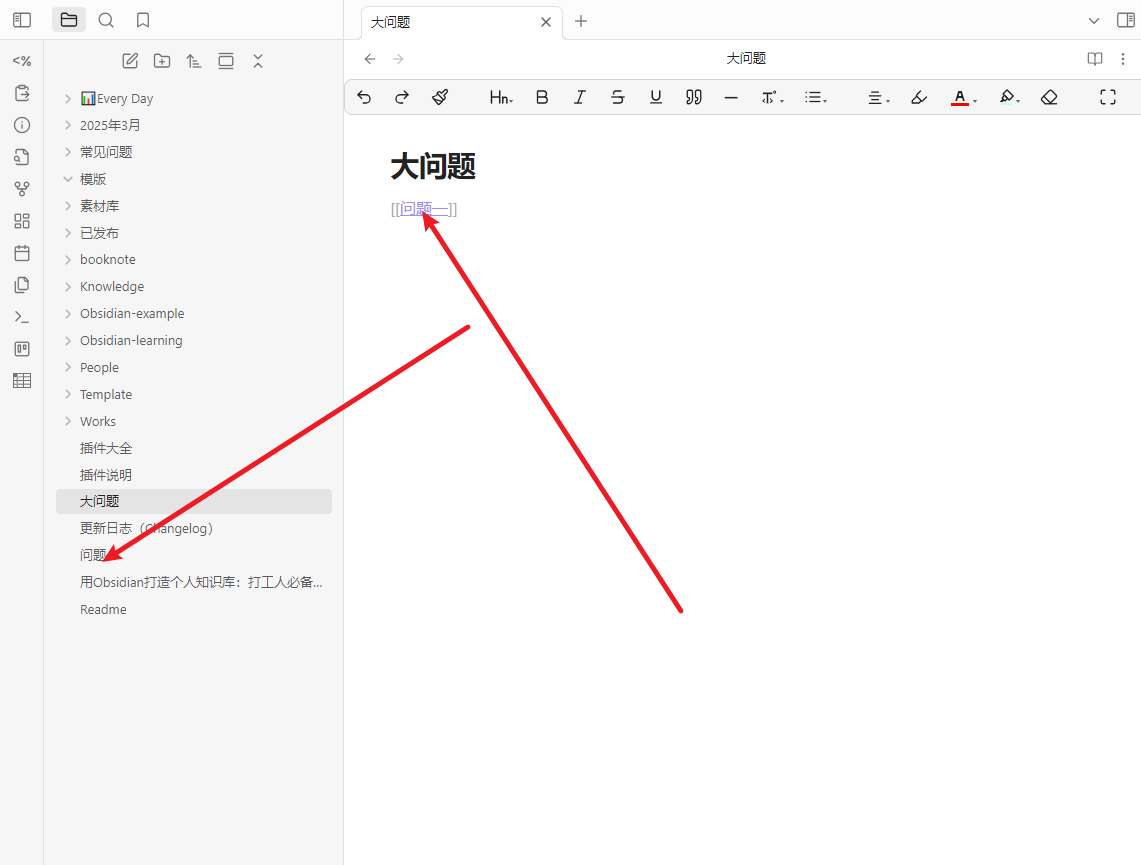 大问题
大问题
<%
Hn
B
I
S
U
T
A
📊Every Day
2025年3月
常见问题
模版
素材库
已发布
booknote
Knowledge
Obsidian-example
Obsidian-learning
People
Template
Works
插件大全
插件说明
大问题
更新日志（Changelog）
问题
用Obsidian打造个人知识库：打工人必备...
Readme
大问题
[[问题一]]